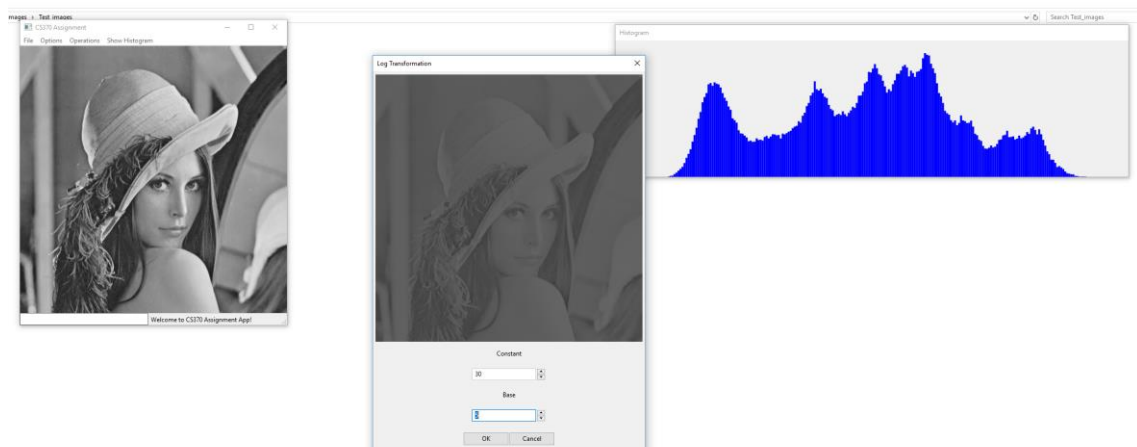 mages › Test images
Search Test_images
CS370 Assignment
File Options Operations Show Histogram
Welcome to CS370 Assignment App!
Log Transformation
Constant
30
Base
OK Cancel
Histogram